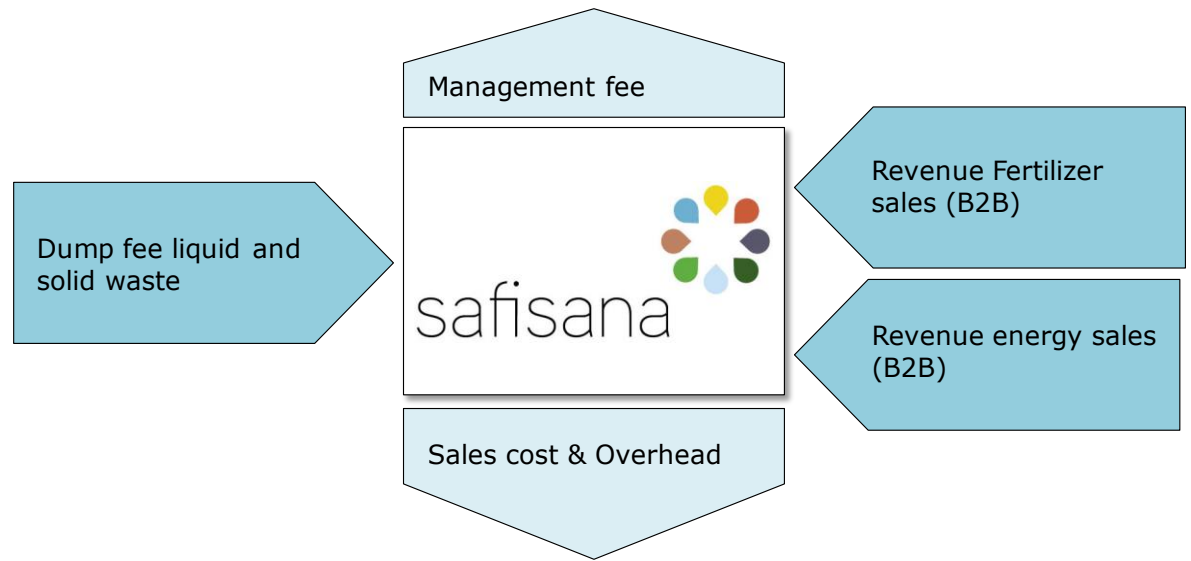 Management fee
Dump fee liquid and
solid waste
safisana
Revenue Fertilizer
sales (B2B)
Revenue energy sales
(B2B)
Sales cost & Overhead